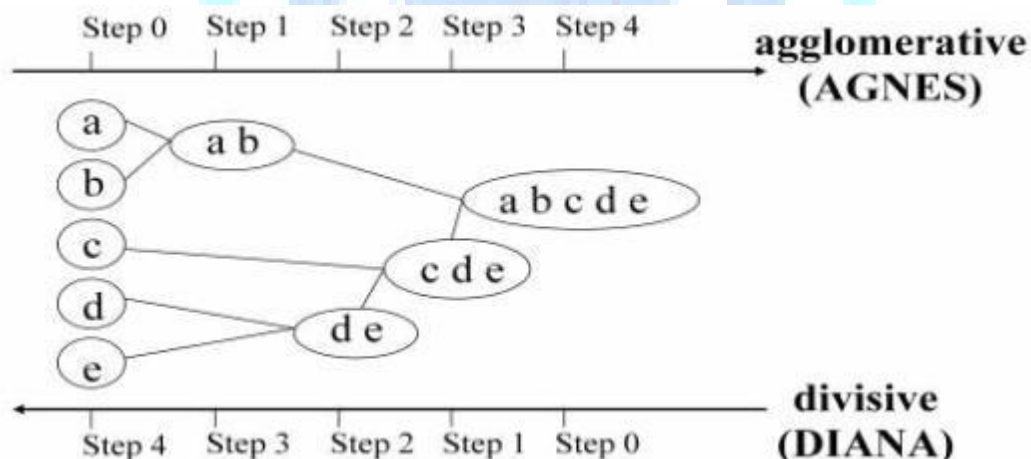 Step 0 Step 1 Step 2 Step 3 Step 4
agglomerative
(AGNES)
a
a b
b
a b c d e
c
c d e
d
d e
e
divisive
(DIANA)
Step 4 Step 3 Step 2 Step 1 Step 0